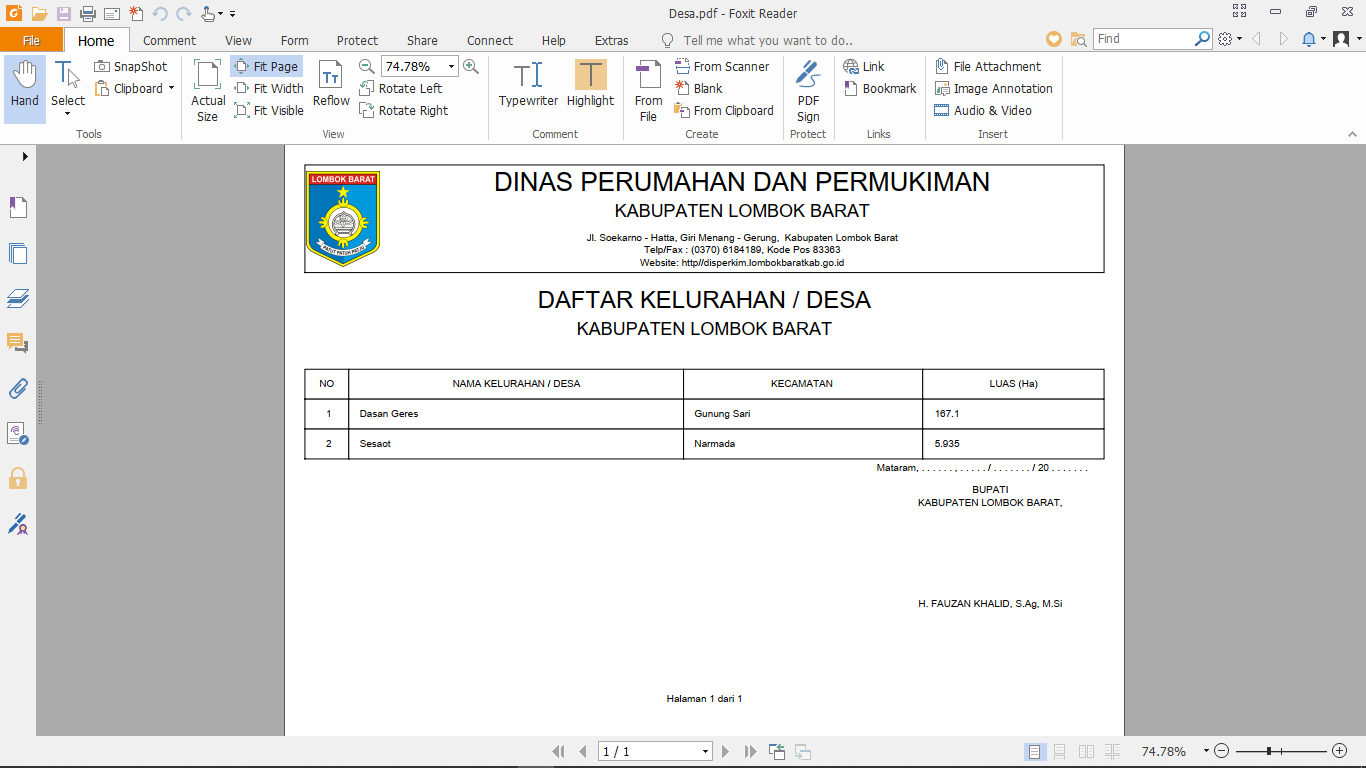 Desa.pdf - Foxit Reader
File Home Comment View Form Protect Share Connect Help Extras Tell me what you want to do.. Find
Hand
Select
SnapShot
Clipboard
Tools
Actual Size
Fit Page
Fit Width
Fit Visible
Reflow
74.78%
Rotate Left
Rotate Right
View
Typewriter
Highlight
Comment
From File
From Scanner
Blank
From Clipboard
Create
PDF Sign
Protect
Link
Bookmark
Links
File Attachment
Image Annotation
Audio & Video
Insert
LOMBOK BARAT
PATUT PATUH PATJU
DINAS PERUMAHAN DAN PERMUKIMAN
KABUPATEN LOMBOK BARAT
Jl. Soekarno - Hatta, Giri Menang - Gerung, Kabupaten Lombok Barat
Telp/Fax : (0370) 6184189. Kode Pos 83363
Website: http//disperkim.lombokbaratkab.go.id
DAFTAR KELURAHAN / DESA
KABUPATEN LOMBOK BARAT
NO NAMA KELURAHAN / DESA KECAMATAN LUAS (Ha)
1 Dasan Geres Gunung Sari 167.1
2 Sesaot Narmada 5.935
Mataram, . . . . . . , . . . . . / . . . . . . . / 20 . . . . . . .
BUPATI
KABUPATEN LOMBOK BARAT,
H. FAUZAN KHALID, S.Ag, M.Si
Halaman 1 dari 1
1 / 1
74.78%